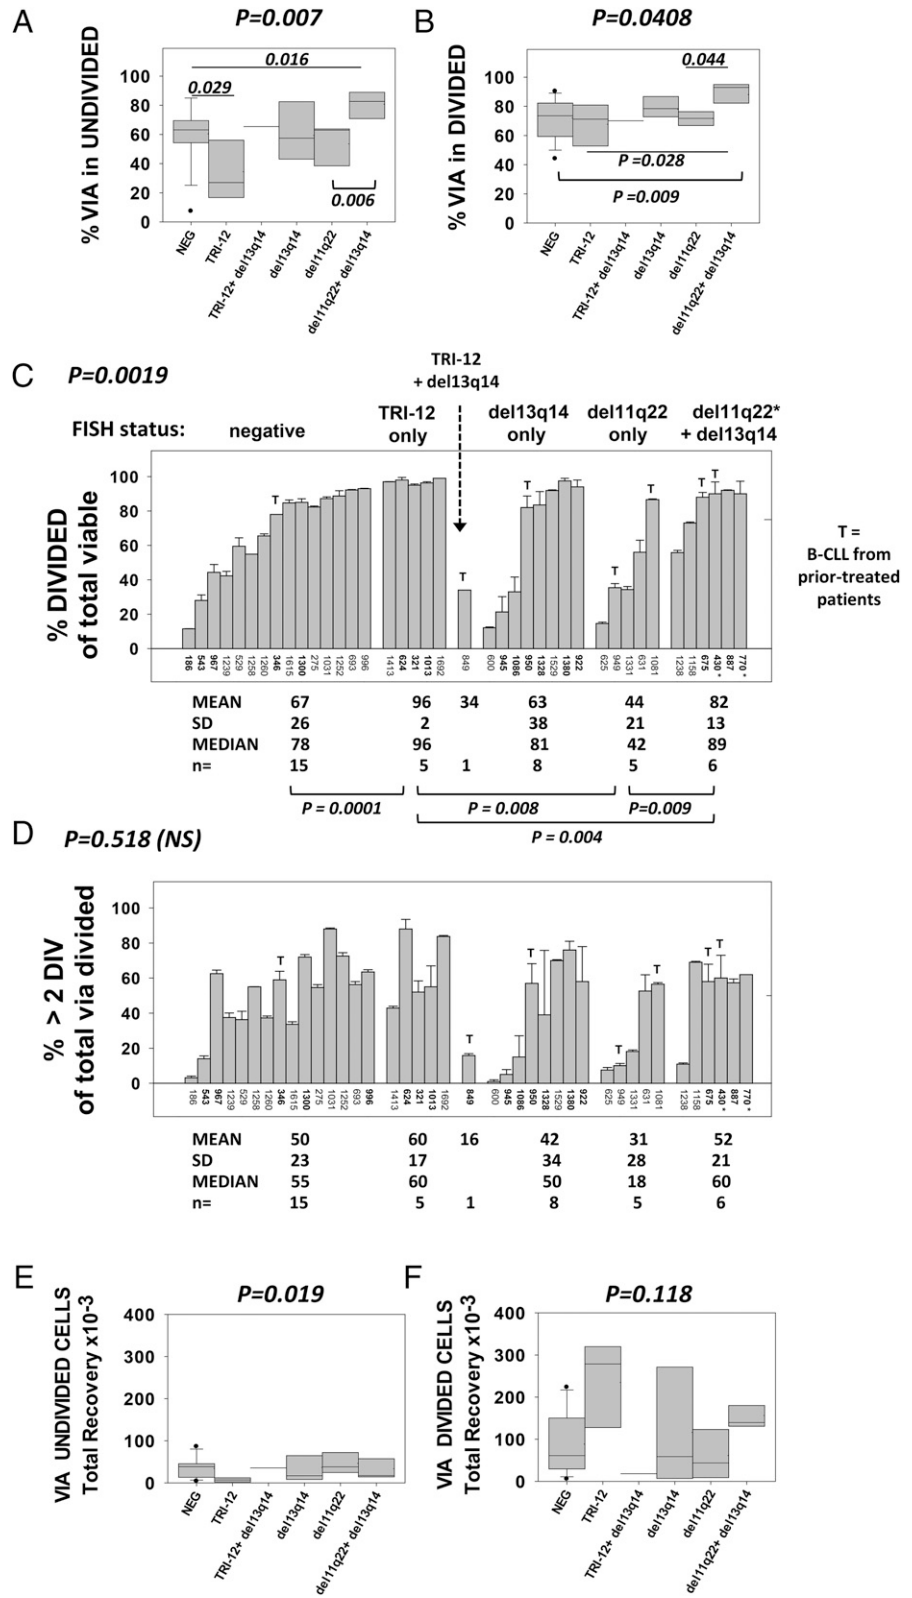 A
P=0.007
% VIA in UNDIVIDED
100
80
60
40
20
0
0.016
0.029
0.006
NEG
TRI-12
TRI-12+ del13q14
del13q14
del11q22
del11q22+ del13q14
B
P=0.0408
% VIA in DIVIDED
100
80
60
40
20
0
0.044
P =0.028
P =0.009
NEG
TRI-12
TRI-12+ del13q14
del13q14
del11q22
del11q22+ del13q14
C
P=0.0019
TRI-12
+ del13q14
FISH status:
negative
TRI-12
only
del13q14
only
del11q22
only
del11q22*
+ del13q14
% DIVIDED
of total viable
100
80
60
40
20
0
T
T
T
T
T
T
T
T =
B-CLL from
prior-treated
patients
186 543 967 1239 529 1258 1260 346 1615 1300 275 1031 1252 693 996 1413 624 321 1013 1692 849 600 945 1086 950 1328 1529 1380 922 625 949 1331 631 1081 1238 1158 675 430* 887 770*
MEAN 67 96 34 63 44 82
SD 26 2 38 21 13
MEDIAN 78 96 81 42 89
n= 15 5 1 8 5 6
P = 0.0001
P = 0.008
P=0.009
P = 0.004
D
P=0.518 (NS)
% > 2 DIV
of total via divided
100
80
60
40
20
0
T
T
T
T
T
T
T
186 543 967 1239 529 1258 1260 346 1615 1300 275 1031 1252 693 996 1413 624 321 1013 1692 849 600 945 1086 950 1328 1529 1380 922 625 949 1331 631 1081 1238 1158 675 430* 887 770*
MEAN 50 60 16 42 31 52
SD 23 17 34 28 21
MEDIAN 55 60 50 18 60
n= 15 5 1 8 5 6
E
P=0.019
VIA UNDIVIDED CELLS
Total Recovery x10-3
400
300
200
100
0
NEG
TRI-12
TRI-12+ del13q14
del13q14
del11q22
del11q22+ del13q14
F
P=0.118
VIA DIVIDED CELLS
Total Recovery x10-3
400
300
200
100
0
NEG
TRI-12
TRI-12+ del13q14
del13q14
del11q22
del11q22+ del13q14